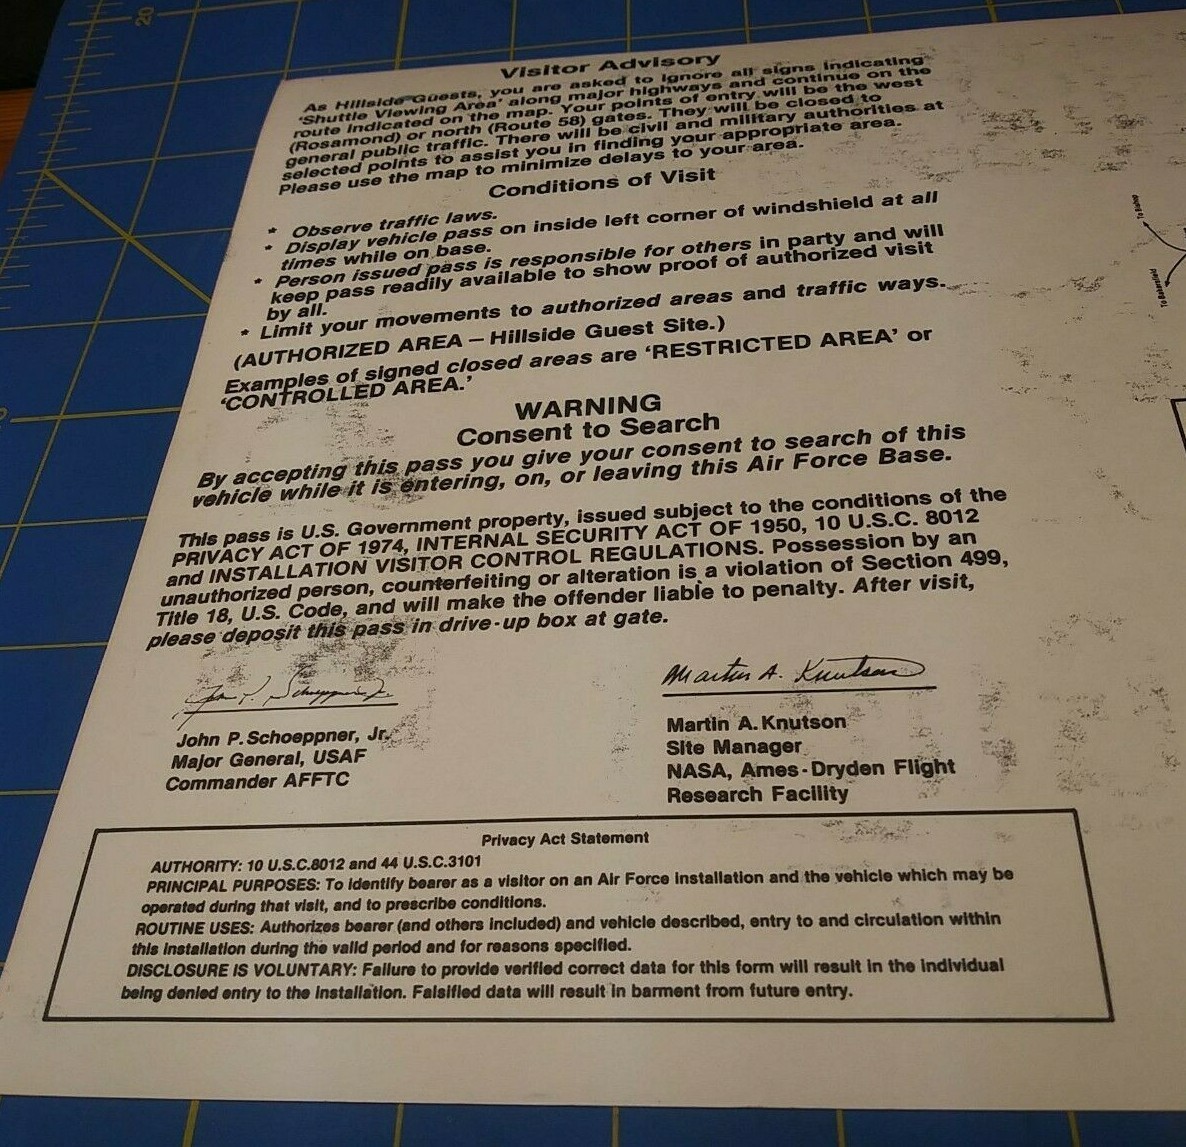 20
Visitor Advisory
As Hillside Guests, you are asked to ignore all signs indicating
'Shuttle Viewing Area' along major highways and continue on the
route indicated on the map. Your points of entry will be the west
(Rosamond) or north (Route 58) gates. They will be closed to
general public traffic. There will be civil and military authorities at
selected points to assist you in finding your appropriate area.
Please use the map to minimize delays to your area.
Conditions of Visit
* Observe traffic laws.
* Display vehicle pass on inside left corner of windshield at all
times while on base.
* Person issued pass is responsible for others in party and will
keep pass readily available to show proof of authorized visit
by all.
* Limit your movements to authorized areas and traffic ways.
(AUTHORIZED AREA – Hillside Guest Site.)
Examples of signed closed areas are 'RESTRICTED AREA' or
'CONTROLLED AREA.'
WARNING
Consent to Search
By accepting this pass you give your consent to search of this
vehicle while it is entering, on, or leaving this Air Force Base.
This pass is U.S. Government property, issued subject to the conditions of the
PRIVACY ACT OF 1974, INTERNAL SECURITY ACT OF 1950, 10 U.S.C. 8012
and INSTALLATION VISITOR CONTROL REGULATIONS. Possession by an
unauthorized person, counterfeiting or alteration is a violation of Section 499,
Title 18, U.S. Code, and will make the offender liable to penalty. After visit,
please deposit this pass in drive-up box at gate.
John P. Schoeppner Jr.
John P. Schoeppner, Jr.
Major General, USAF
Commander AFFTC
Martin A. Knutson
Martin A. Knutson
Site Manager
NASA, Ames-Dryden Flight
Research Facility
Privacy Act Statement
AUTHORITY: 10 U.S.C.8012 and 44 U.S.C.3101
PRINCIPAL PURPOSES: To identify bearer as a visitor on an Air Force installation and the vehicle which may be
operated during that visit, and to prescribe conditions.
ROUTINE USES: Authorizes bearer (and others included) and vehicle described, entry to and circulation within
this installation during the valid period and for reasons specified.
DISCLOSURE IS VOLUNTARY: Failure to provide verified correct data for this form will result in the individual
being denied entry to the installation. Falsified data will result in barment from future entry.
To Bishop
To Bakersfield